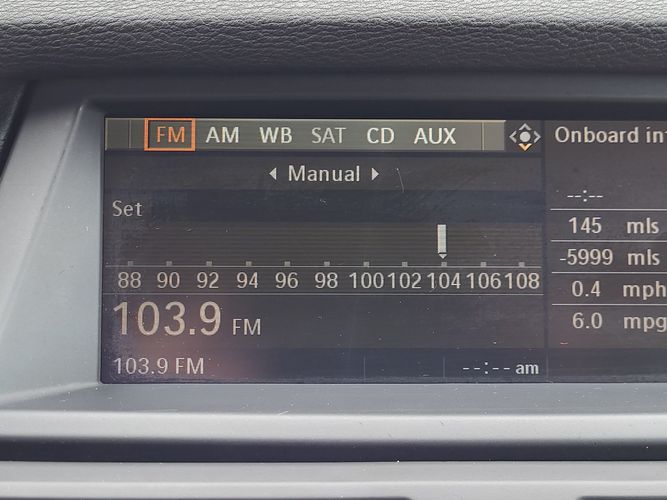 FM AM WB SAT CD AUX
Manual
Set
88 90 92 94 96 98 100 102 104 106 108
103.9 FM
103.9 FM
--:-- am
Onboard in
--:--
145 mls
-5999 mls
0.4 mph
6.0 mpg